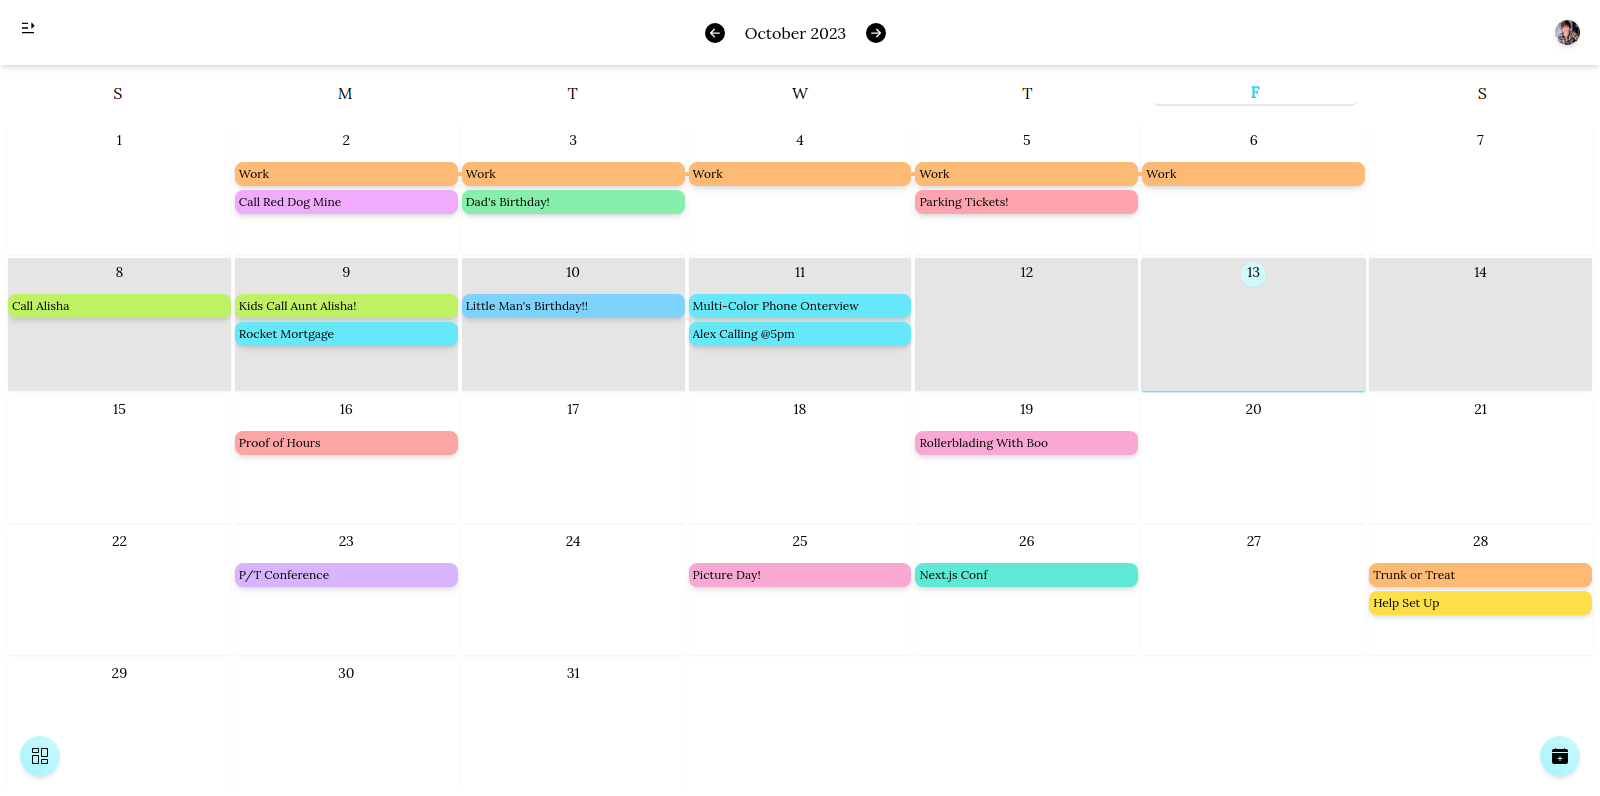 October 2023
S M T W T F S
1 2 3 4 5 6 7
Work Work Work Work Work
Call Red Dog Mine Dad's Birthday! Parking Tickets!
8 9 10 11 12 13 14
Call Alisha Kids Call Aunt Alisha! Little Man's Birthday!! Multi-Color Phone Onterview
Rocket Mortgage Alex Calling @5pm
15 16 17 18 19 20 21
Proof of Hours Rollerblading With Boo
22 23 24 25 26 27 28
P/T Conference Picture Day! Next.js Conf Trunk or Treat
Help Set Up
29 30 31